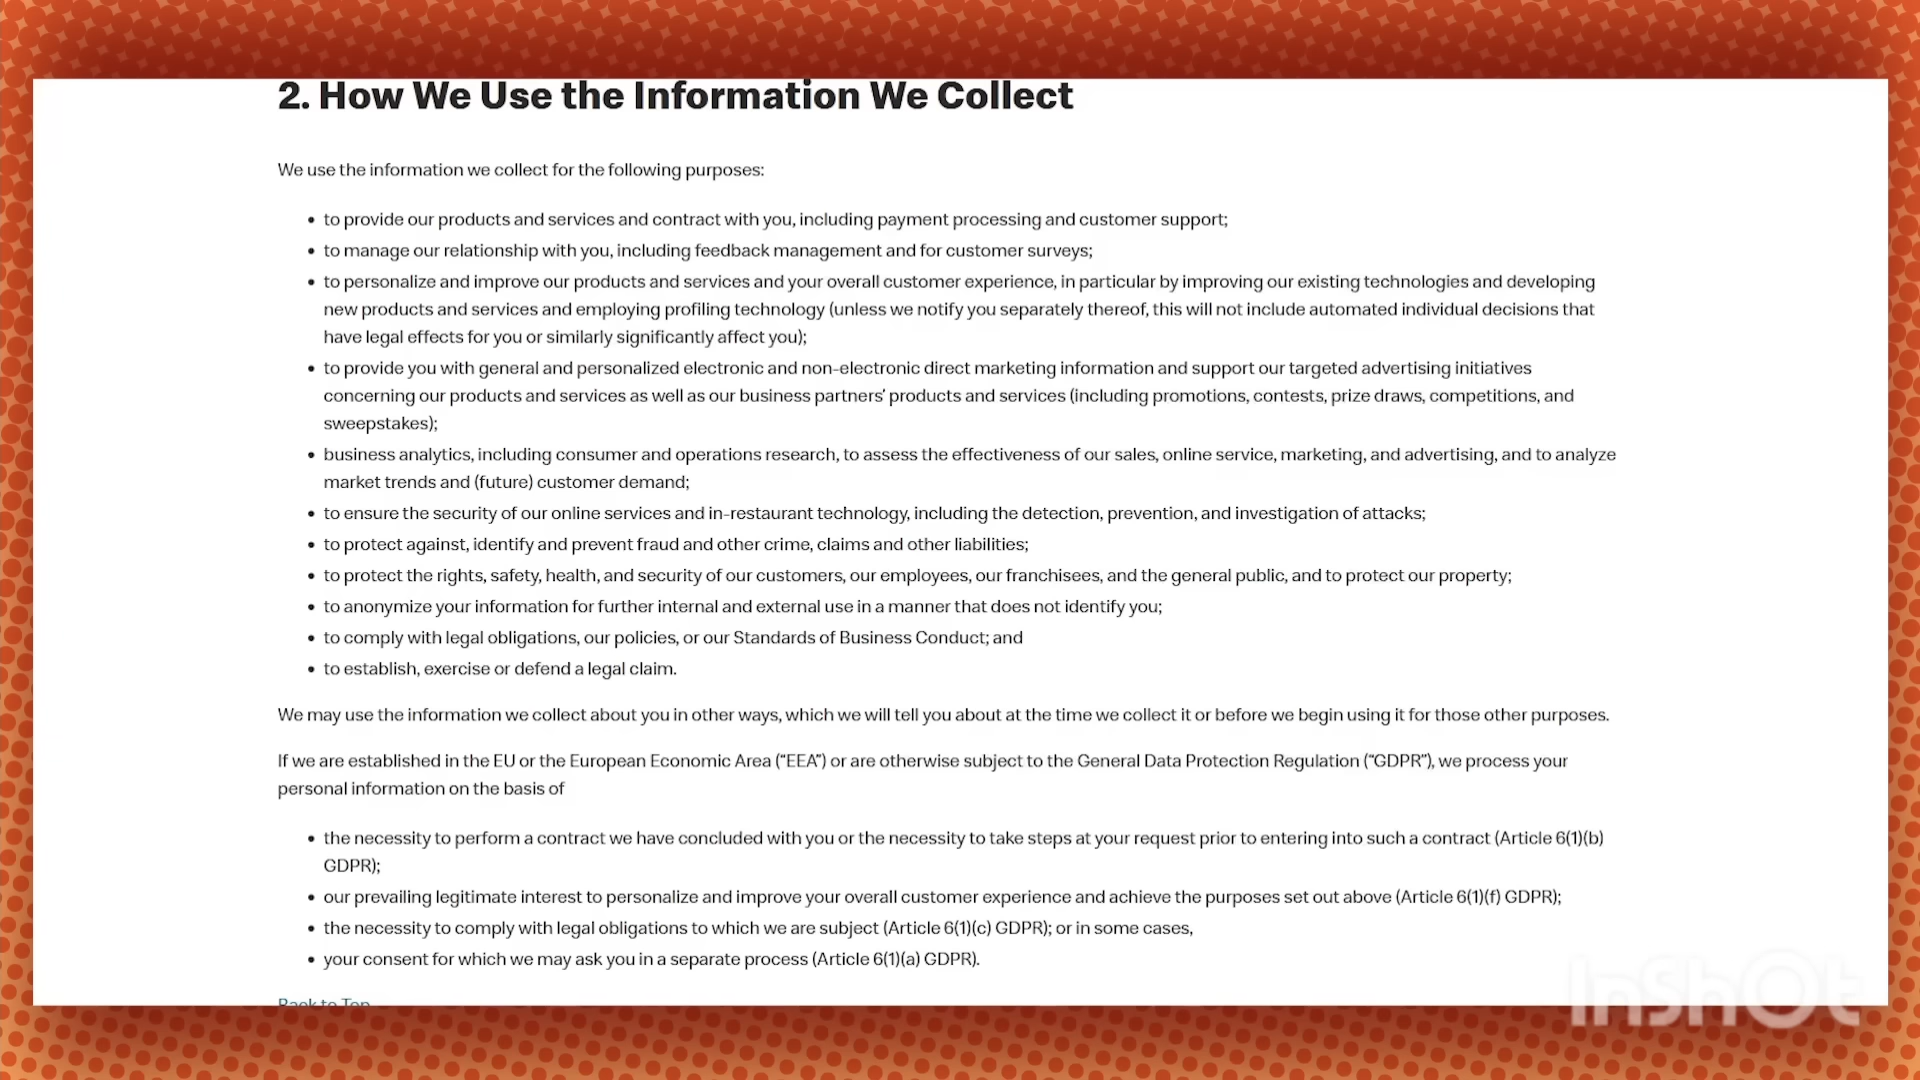 2. How We Use the Information We Collect
We use the information we collect for the following purposes:
• to provide our products and services and contract with you, including payment processing and customer support;
• to manage our relationship with you, including feedback management and for customer surveys;
• to personalize and improve our products and services and your overall customer experience, in particular by improving our existing technologies and developing
new products and services and employing profiling technology (unless we notify you separately thereof, this will not include automated individual decisions that
have legal effects for you or similarly significantly affect you);
• to provide you with general and personalized electronic and non-electronic direct marketing information and support our targeted advertising initiatives
concerning our products and services as well as our business partners’ products and services (including promotions, contests, prize draws, competitions, and
sweepstakes);
• business analytics, including consumer and operations research, to assess the effectiveness of our sales, online service, marketing, and advertising, and to analyze
market trends and (future) customer demand;
• to ensure the security of our online services and in-restaurant technology, including the detection, prevention, and investigation of attacks;
• to protect against, identify and prevent fraud and other crime, claims and other liabilities;
• to protect the rights, safety, health, and security of our customers, our employees, our franchisees, and the general public, and to protect our property;
• to anonymize your information for further internal and external use in a manner that does not identify you;
• to comply with legal obligations, our policies, or our Standards of Business Conduct; and
• to establish, exercise or defend a legal claim.
We may use the information we collect about you in other ways, which we will tell you about at the time we collect it or before we begin using it for those other purposes.
If we are established in the EU or the European Economic Area (“EEA”) or are otherwise subject to the General Data Protection Regulation (“GDPR”), we process your
personal information on the basis of
• the necessity to perform a contract we have concluded with you or the necessity to take steps at your request prior to entering into such a contract (Article 6(1)(b)
GDPR);
• our prevailing legitimate interest to personalize and improve your overall customer experience and achieve the purposes set out above (Article 6(1)(f) GDPR);
• the necessity to comply with legal obligations to which we are subject (Article 6(1)(c) GDPR); or in some cases,
• your consent for which we may ask you in a separate process (Article 6(1)(a) GDPR).
Back to Top
InShOt